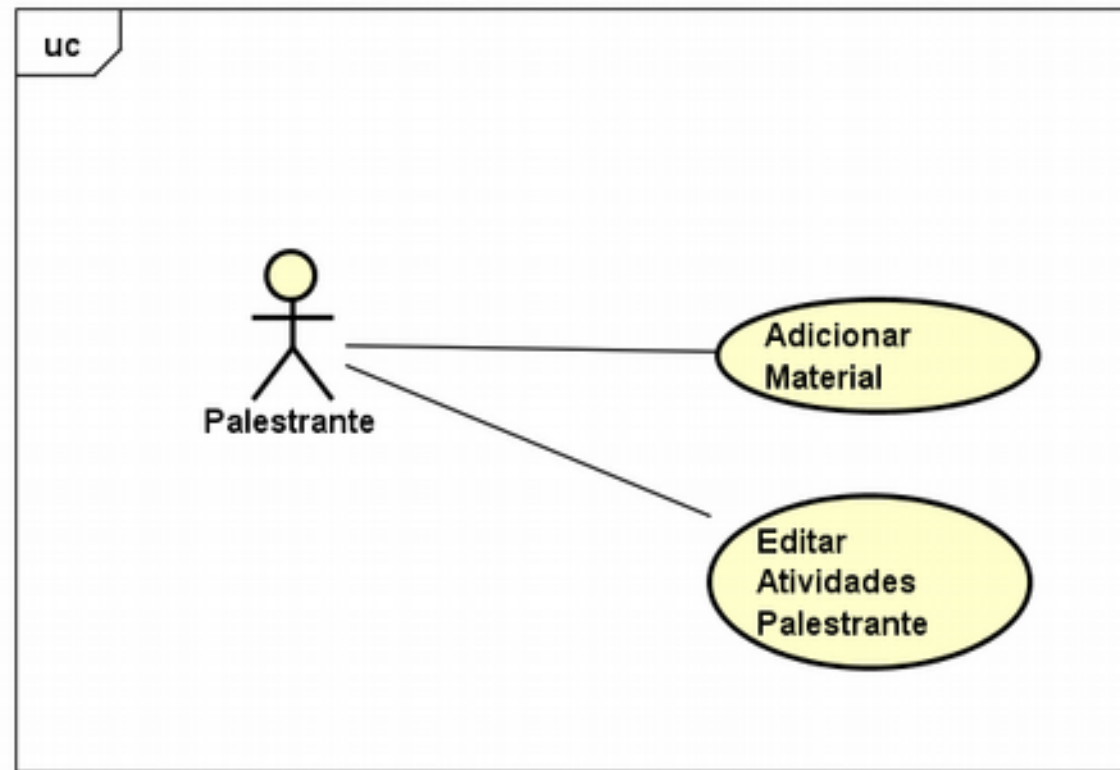 uc
Palestrante
Adicionar
Material
Editar
Atividades
Palestrante